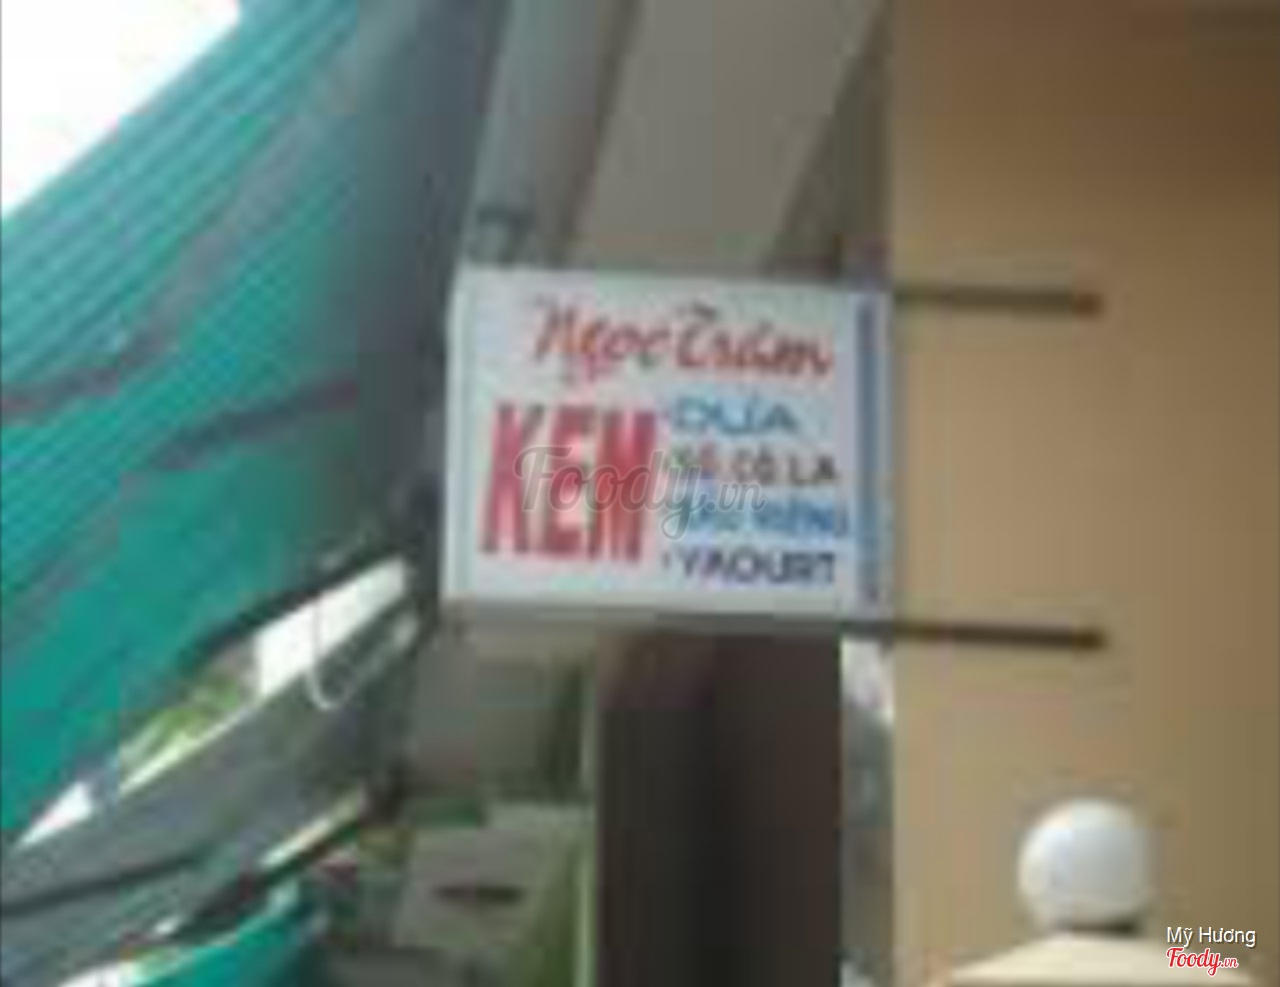 Ngọc Trâm
KEM
DỪA
SÔ CÔ LA
YAOURT
Foody.vn
Mỹ Hương
Foody.vn